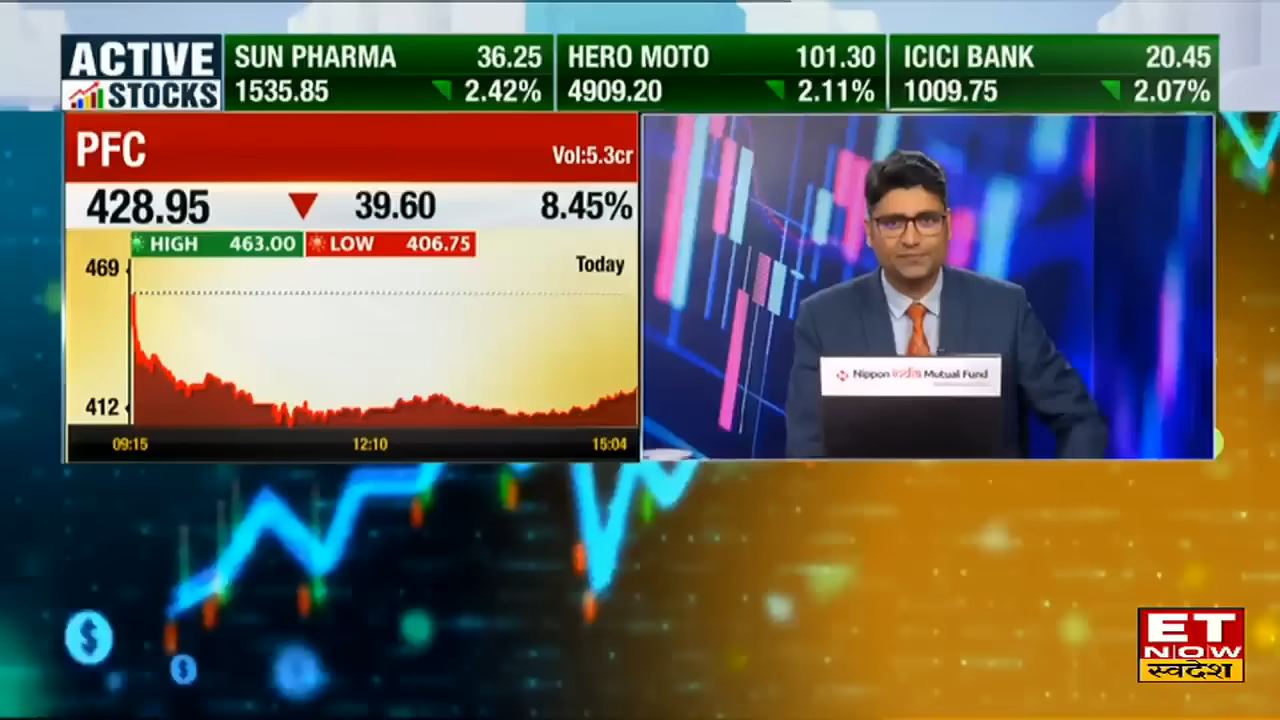 ACTIVE
STOCKS
SUN PHARMA 36.25
1535.85 2.42%
HERO MOTO 101.30
4909.20 2.11%
ICICI BANK 20.45
1009.75 2.07%
PFC
Vol:5.3cr
428.95 39.60 8.45%
HIGH 463.00 LOW 406.75
Today
469
412
09:15 12:10 15:04
Nippon india Mutual Fund
$
$
$
ET
NOW
स्वदेश